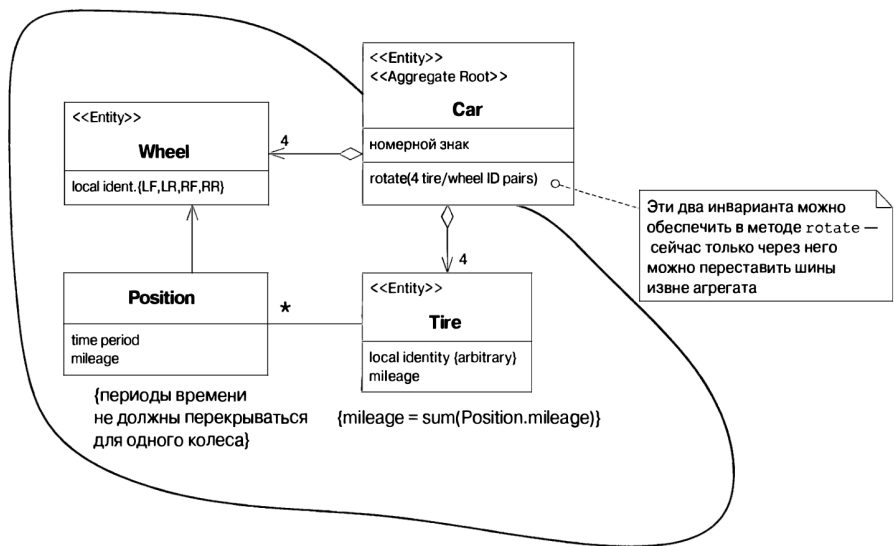 <<Entity>>
<<Aggregate Root>>
Car
номерной знак
rotate(4 tire/wheel ID pairs)
<<Entity>>
Wheel
local ident.{LF,LR,RF,RR}
4
Эти два инварианта можно
обеспечить в методе rotate —
сейчас только через него
можно переставить шины
извне агрегата
4
Position
time period
mileage
*
<<Entity>>
Tire
local identity {arbitrary}
mileage
{периоды времени
не должны перекрываться
для одного колеса}
{mileage = sum(Position.mileage)}